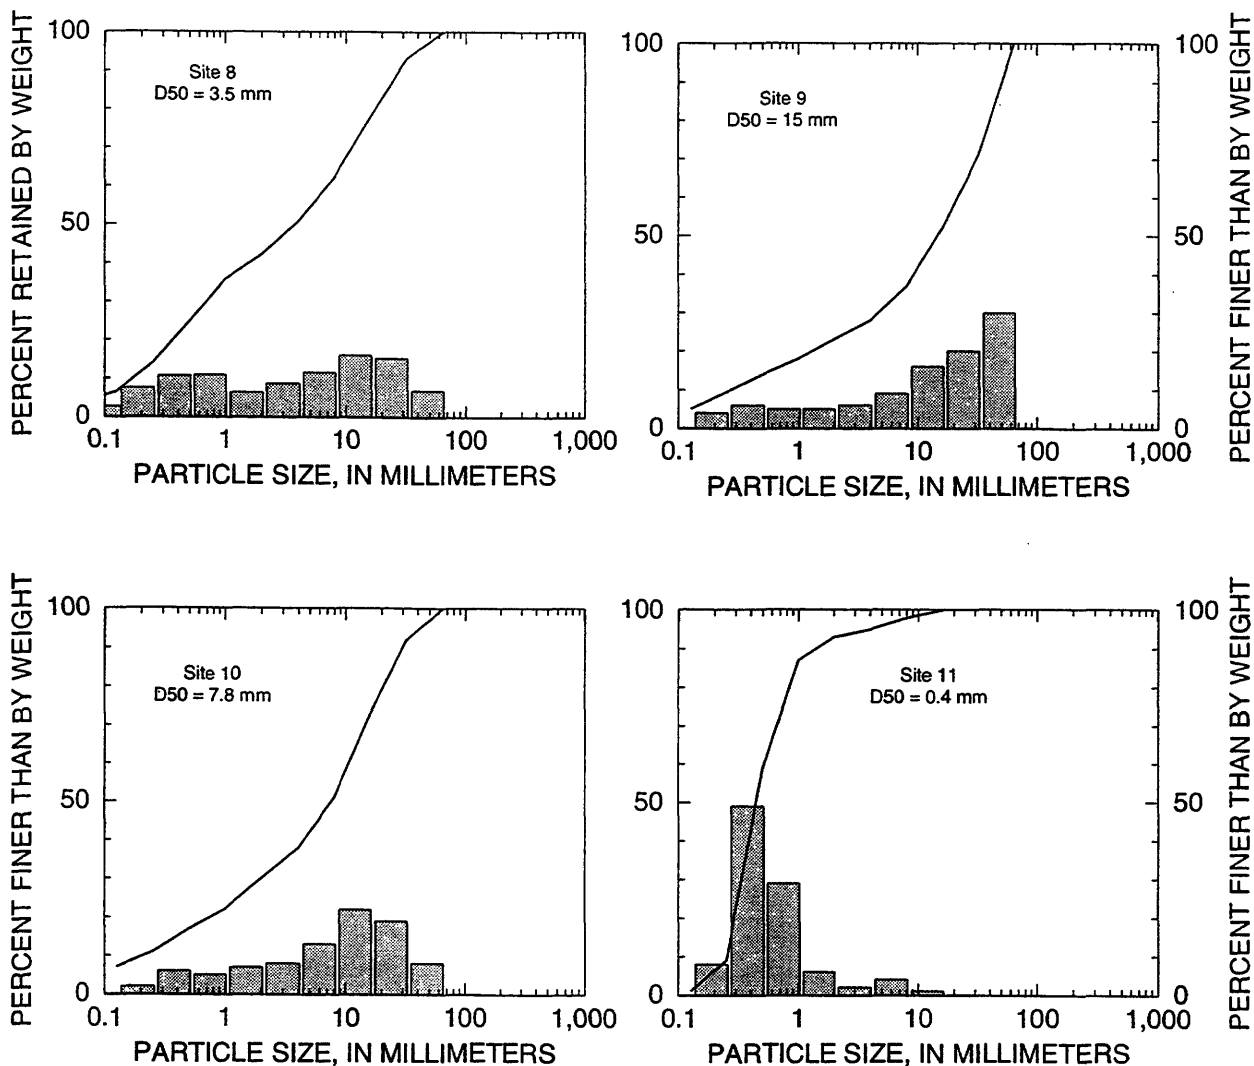 PERCENT RETAINED BY WEIGHT
100
50
0
Site 8
D50 = 3.5 mm
0.1 1 10 100 1,000
PARTICLE SIZE, IN MILLIMETERS
100
50
0
Site 9
D50 = 15 mm
100
50
0
PERCENT FINER THAN BY WEIGHT
0.1 1 10 100 1,000
PARTICLE SIZE, IN MILLIMETERS
PERCENT FINER THAN BY WEIGHT
100
50
0
Site 10
D50 = 7.8 mm
0.1 1 10 100 1,000
PARTICLE SIZE, IN MILLIMETERS
100
50
0
Site 11
D50 = 0.4 mm
100
50
0
PERCENT FINER THAN BY WEIGHT
0.1 1 10 100 1,000
PARTICLE SIZE, IN MILLIMETERS